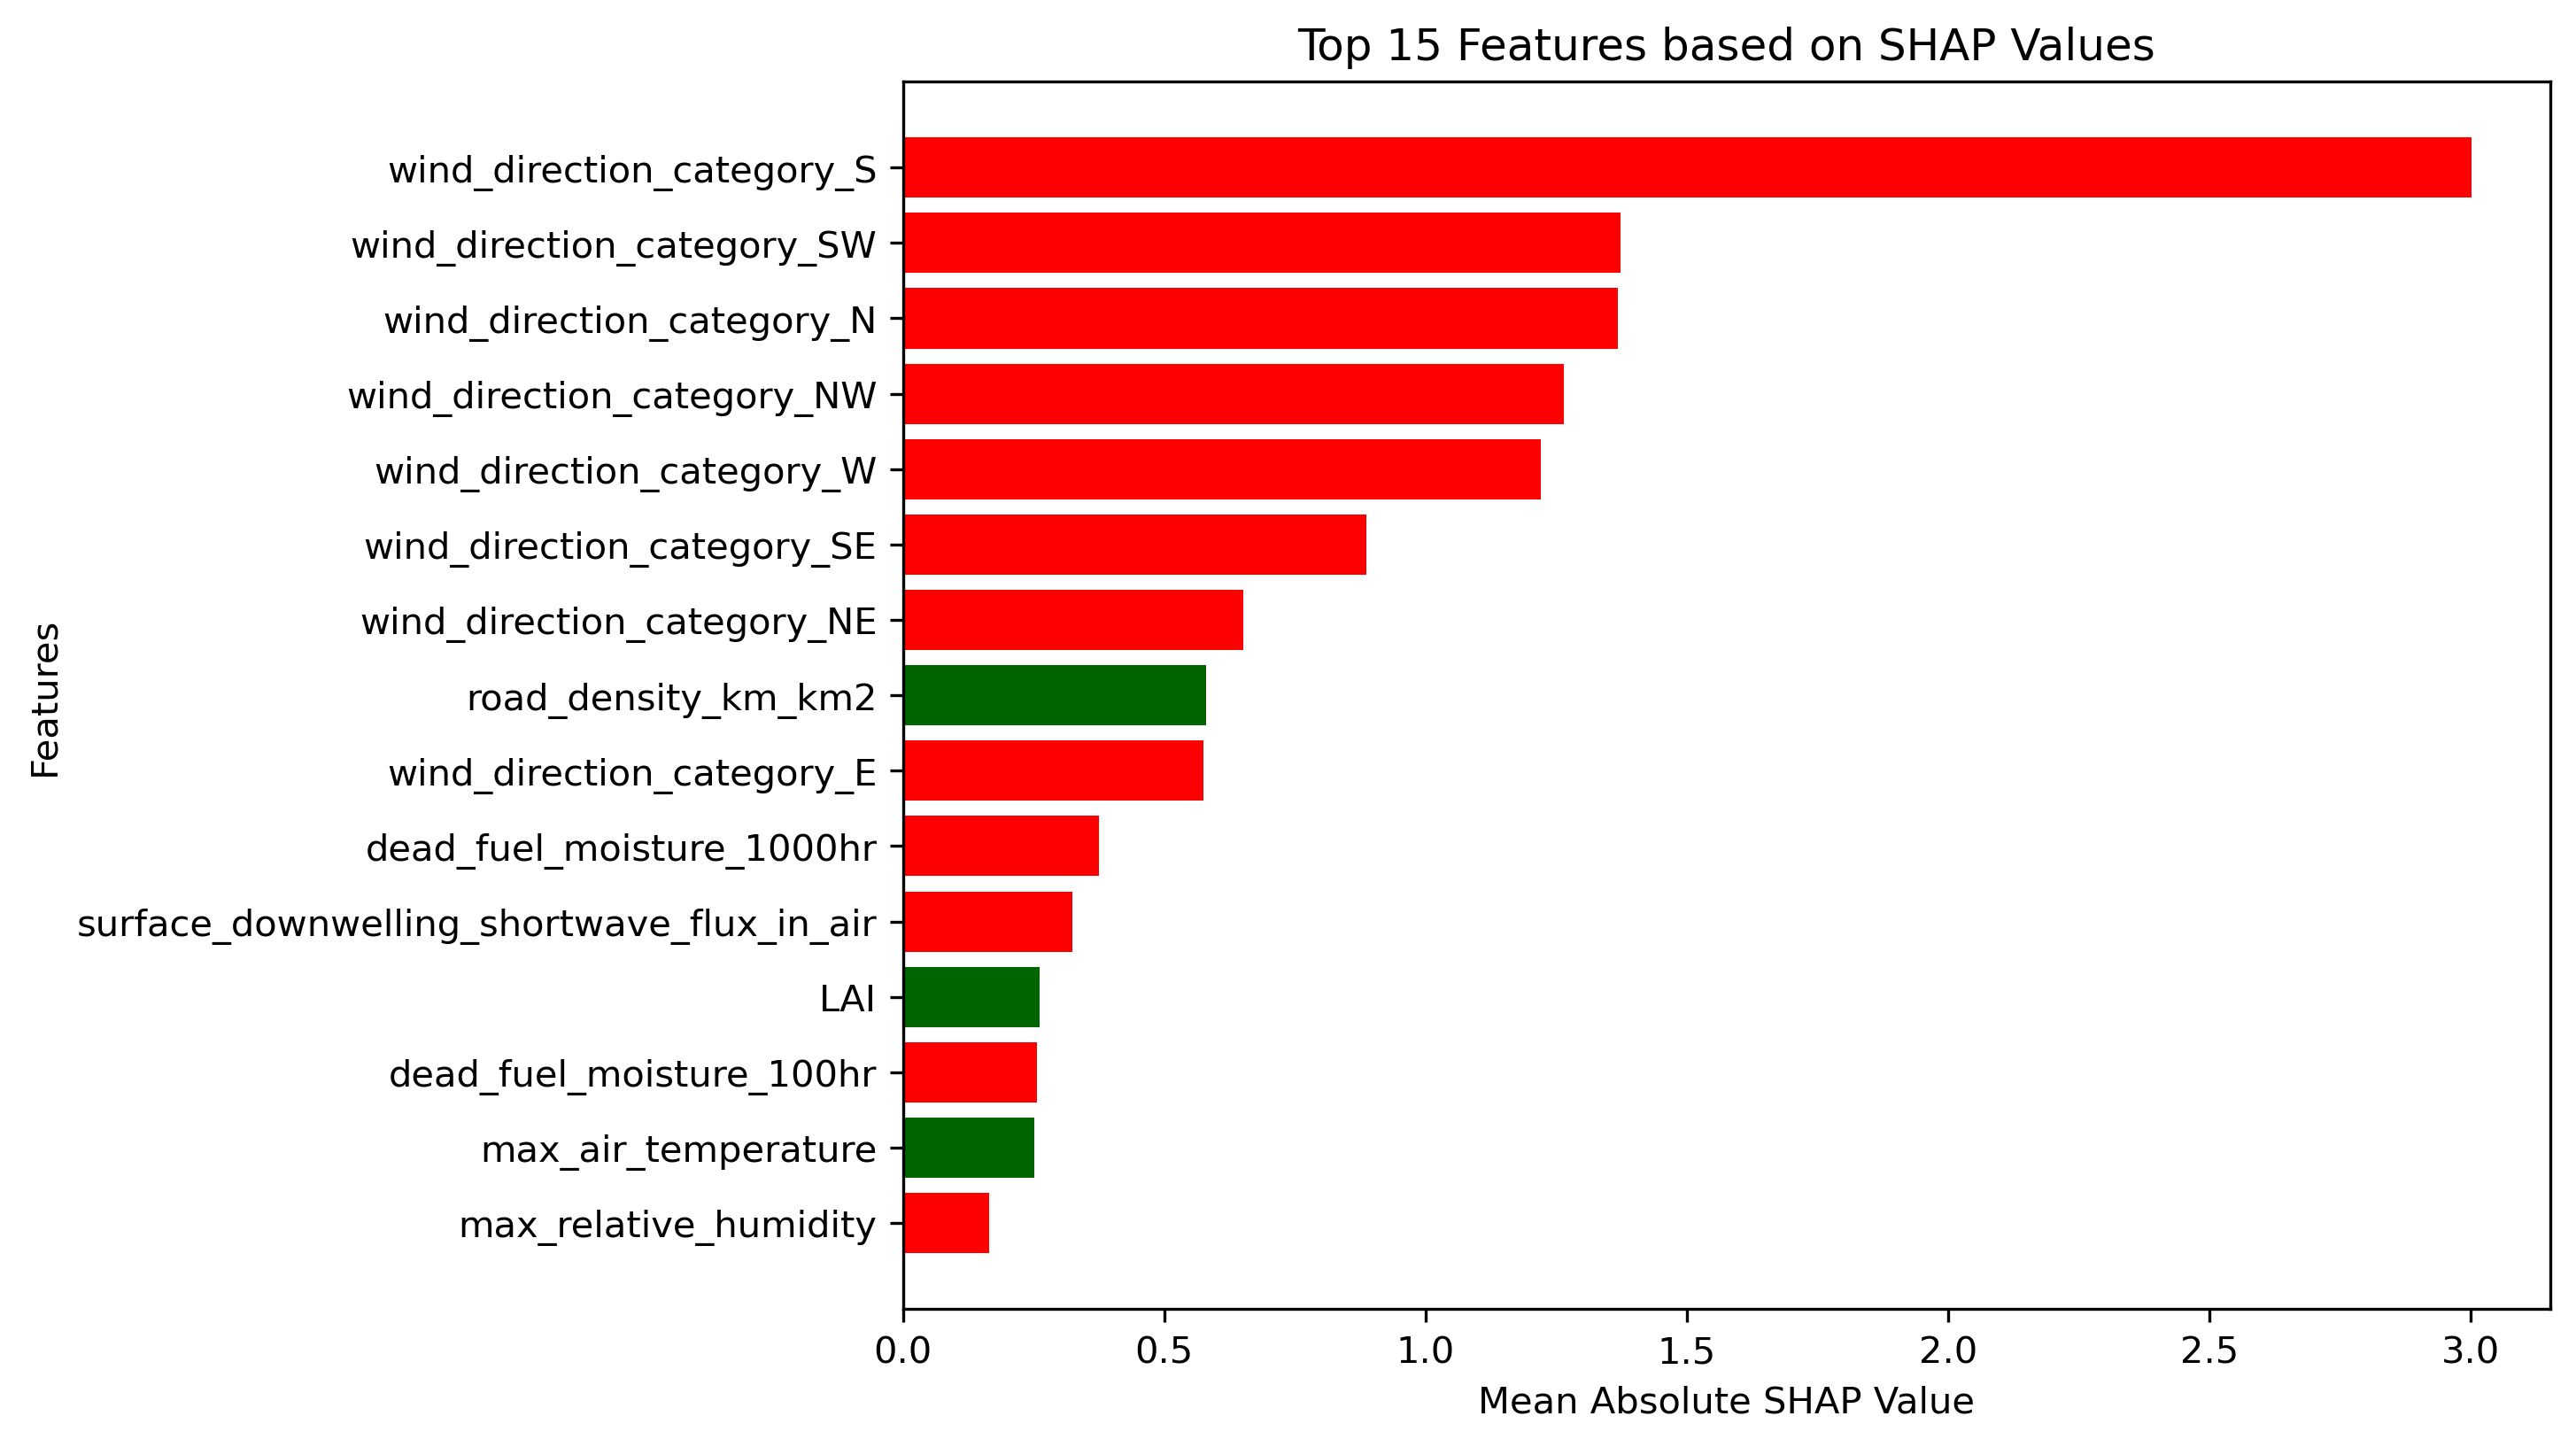 Top 15 Features based on SHAP Values
wind_direction_category_S
wind_direction_category_SW
wind_direction_category_N
wind_direction_category_NW
wind_direction_category_W
wind_direction_category_SE
wind_direction_category_NE
road_density_km_km2
wind_direction_category_E
dead_fuel_moisture_1000hr
surface_downwelling_shortwave_flux_in_air
LAI
dead_fuel_moisture_100hr
max_air_temperature
max_relative_humidity
Features
0.0 0.5 1.0 1.5 2.0 2.5 3.0
Mean Absolute SHAP Value